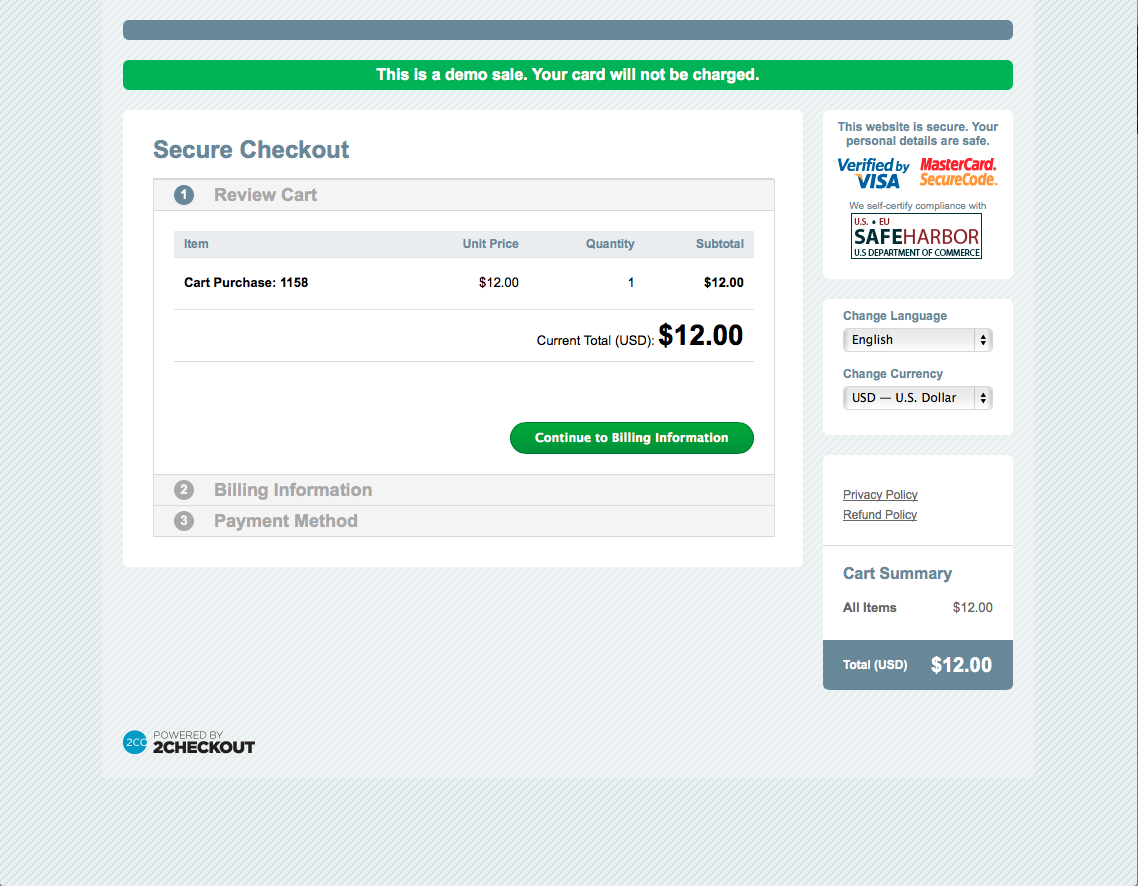 This is a demo sale. Your card will not be charged.
Secure Checkout
1 Review Cart
Item Unit Price Quantity Subtotal
Cart Purchase: 1158 $12.00 1 $12.00
Current Total (USD): $12.00
Continue to Billing Information
2 Billing Information
3 Payment Method
This website is secure. Your
personal details are safe.
Verified by
VISA
MasterCard.
SecureCode.
We self-certify compliance with
U.S. ♦ EU
SAFEHARBOR
U.S DEPARTMENT OF COMMERCE
Change Language
English
Change Currency
USD — U.S. Dollar
Privacy Policy
Refund Policy
Cart Summary
All Items $12.00
Total (USD) $12.00
2CO
POWERED BY
2CHECKOUT